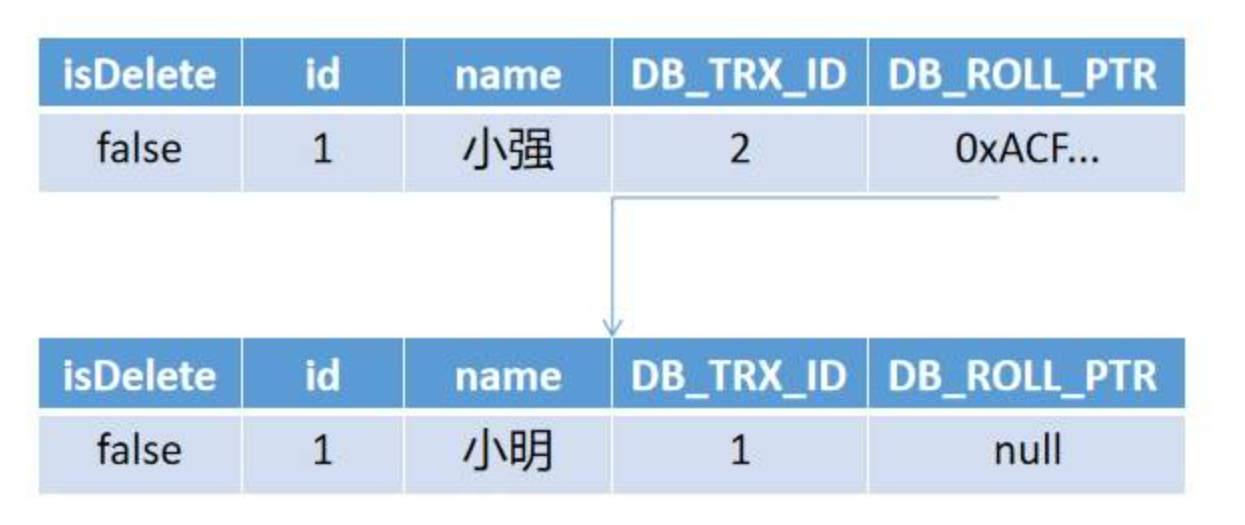 isDelete id name DB_TRX_ID DB_ROLL_PTR
false 1 小强 2 0xACF...
isDelete id name DB_TRX_ID DB_ROLL_PTR
false 1 小明 1 null